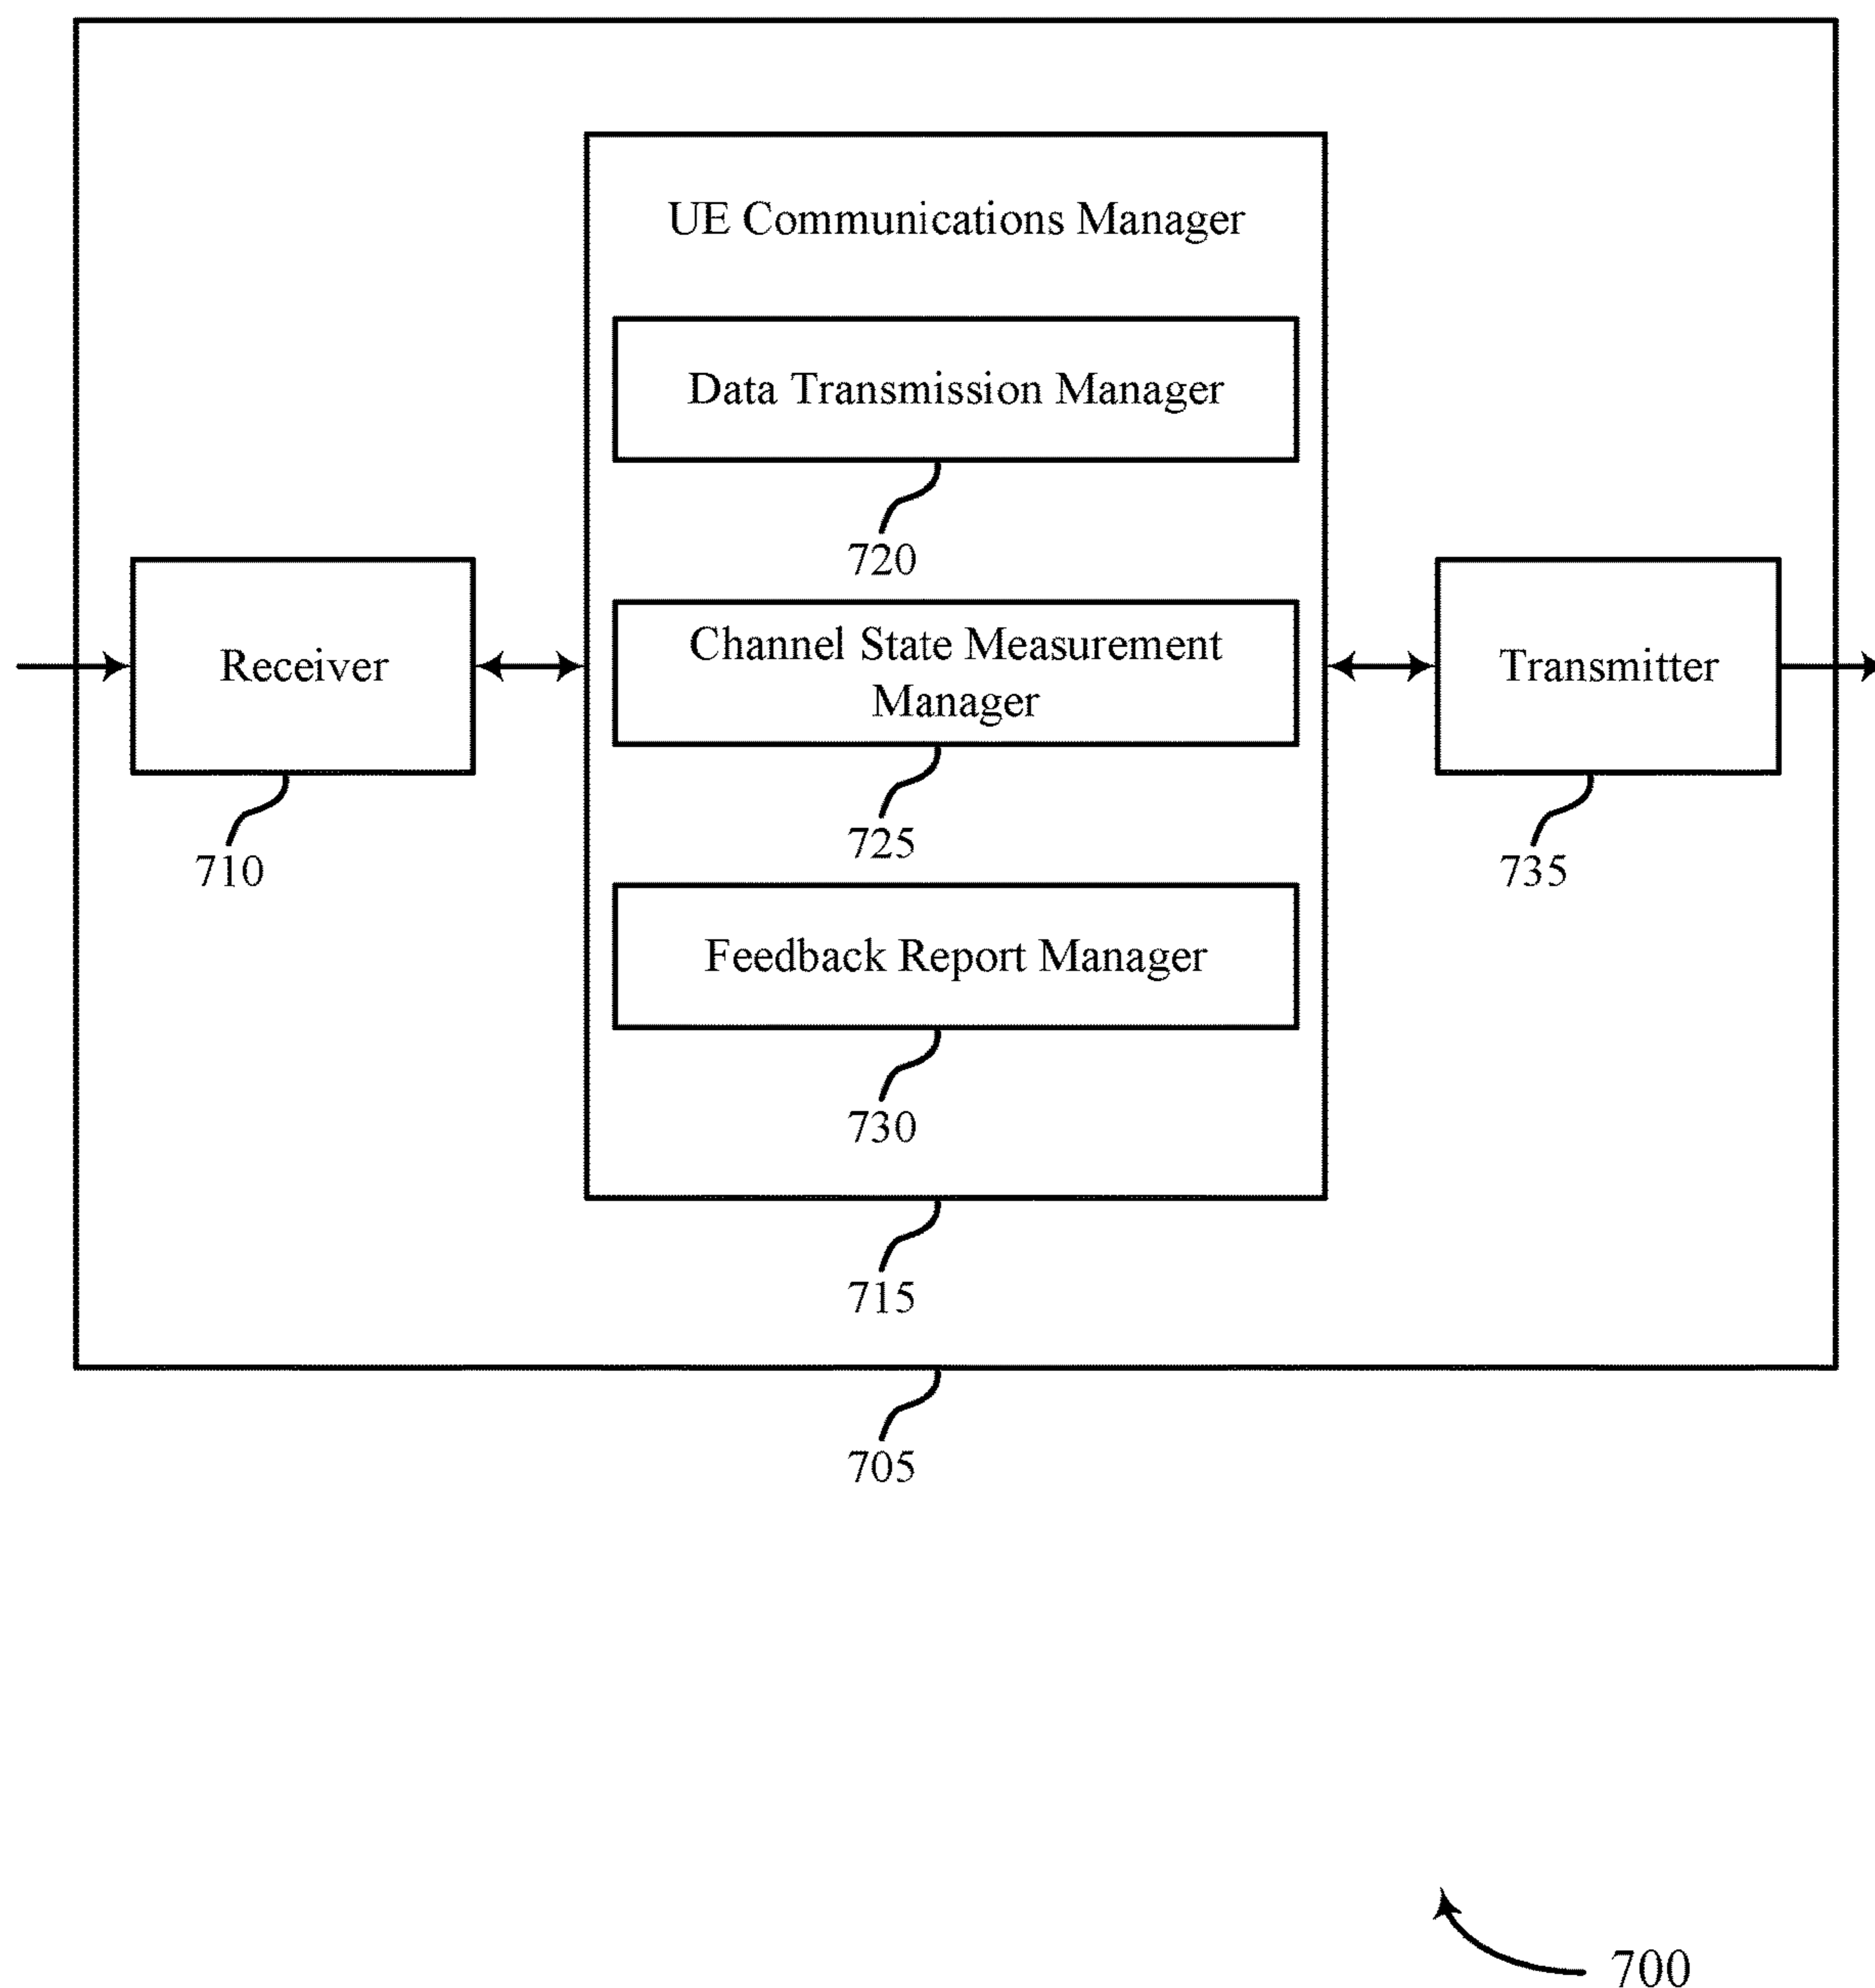 UE Communications Manager
Data Transmission Manager
720
Receiver
710
Channel State Measurement
Manager
725
Transmitter
735
Feedback Report Manager
730
715
705
700